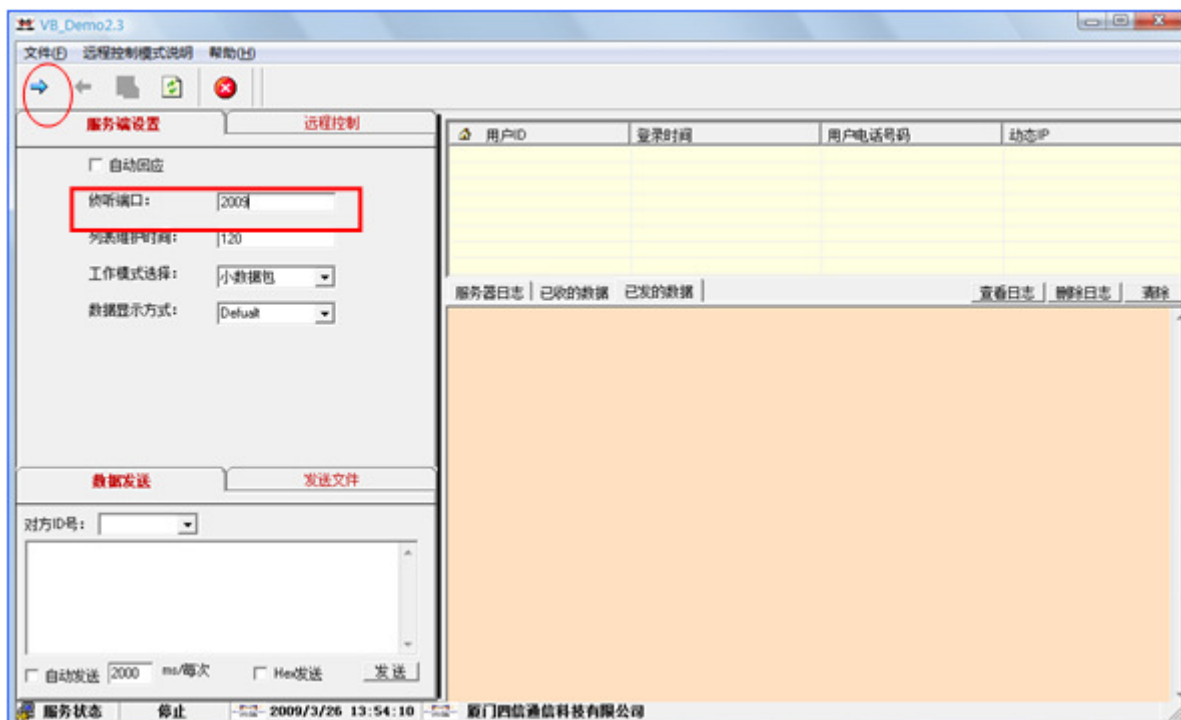 VB_Demo2.3
文件(F) 远程控制模式说明 帮助(H)
服务端设置 远程控制
自动回应
侦听端口： 2009
列表维护时间： 120
工作模式选择： 小数据包
数据显示方式： Defualt
用户ID 登录时间 用户电话号码 动态IP
服务器日志 已收的数据 已发的数据 查看日志 删除日志 清除
数据发送 发送文件
对方ID号：
自动发送 2000 ms/每次 Hex发送 发送
服务状态 停止 2009/3/26 13:54:10 厦门四信通信科技有限公司